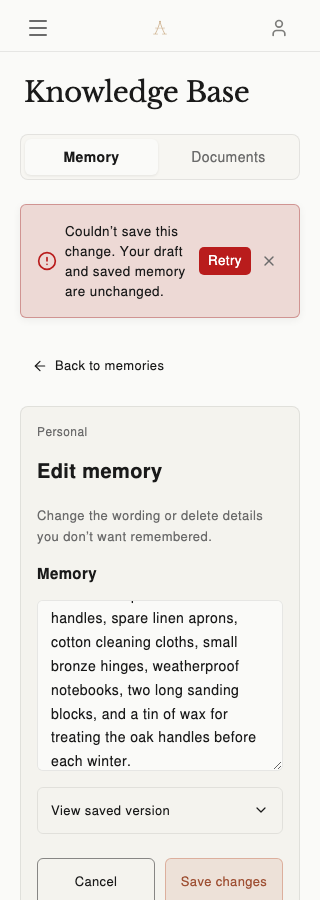 Knowledge Base
Memory
Documents
Couldn't save this
change. Your draft
and saved memory
are unchanged.
Retry
Back to memories
Personal
Edit memory
Change the wording or delete details
you don't want remembered.
Memory
handles, spare linen aprons,
cotton cleaning cloths, small
bronze hinges, weatherproof
notebooks, two long sanding
blocks, and a tin of wax for
treating the oak handles before
each winter.
View saved version
Cancel
Save changes